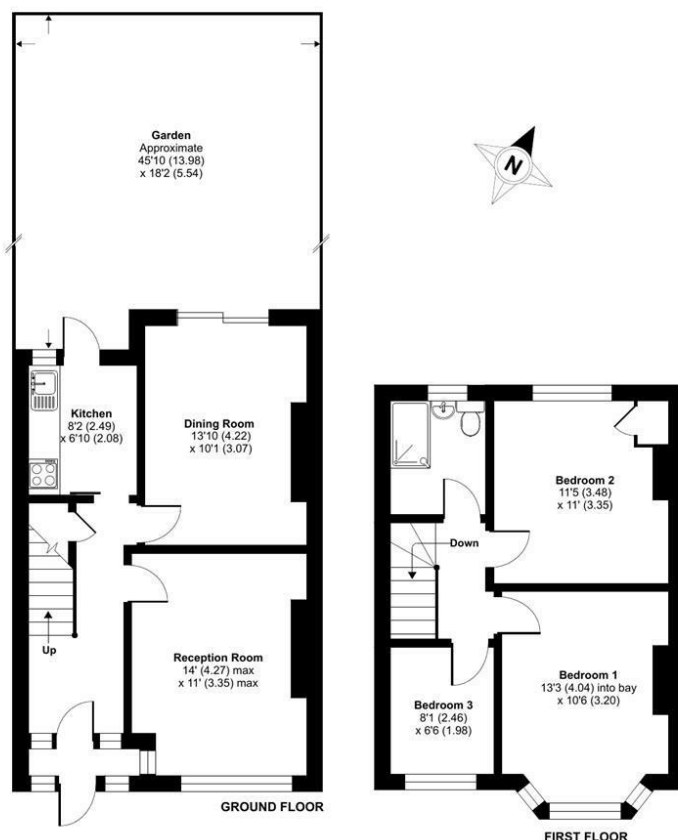 Garden
Approximate
45'10 (13.98)
x 18'2 (5.54)
N
Kitchen
8'2 (2.49)
x 6'10 (2.08)
Dining Room
13'10 (4.22)
x 10'1 (3.07)
Up
Reception Room
14' (4.27) max
x 11' (3.35) max
GROUND FLOOR
Bedroom 2
11'5 (3.48)
x 11' (3.35)
Down
Bedroom 1
13'3 (4.04) into bay
x 10'6 (3.20)
Bedroom 3
8'1 (2.46)
x 6'6 (1.98)
FIRST FLOOR